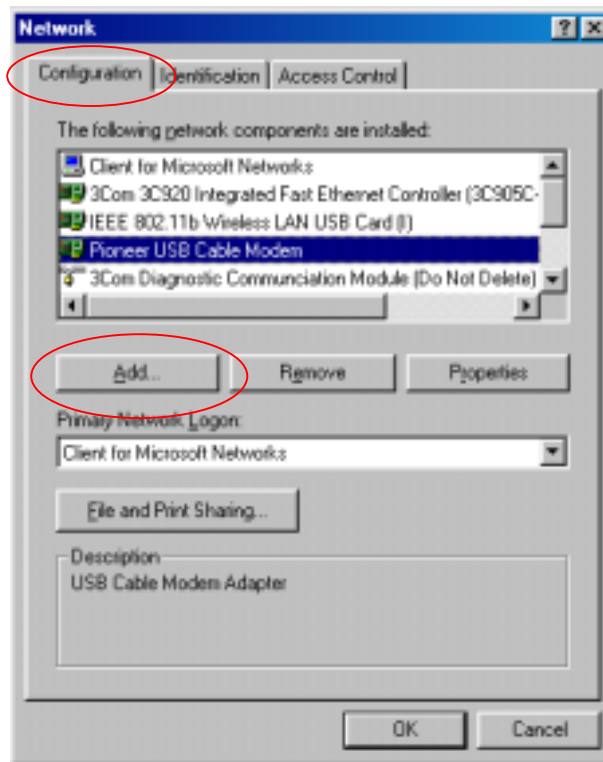 Network
Configuration Identification Access Control
The following network components are installed:
Client for Microsoft Networks
3Com 3C920 Integrated Fast Ethernet Controller (3C905C-
IEEE 802.11b Wireless LAN USB Card (I)
Pioneer USB Cable Modem
3Com Diagnostic Communciation Module (Do Not Delete)
Add... Remove Properties
Primary Network Logon:
Client for Microsoft Networks
File and Print Sharing...
Description
USB Cable Modem Adapter
OK Cancel